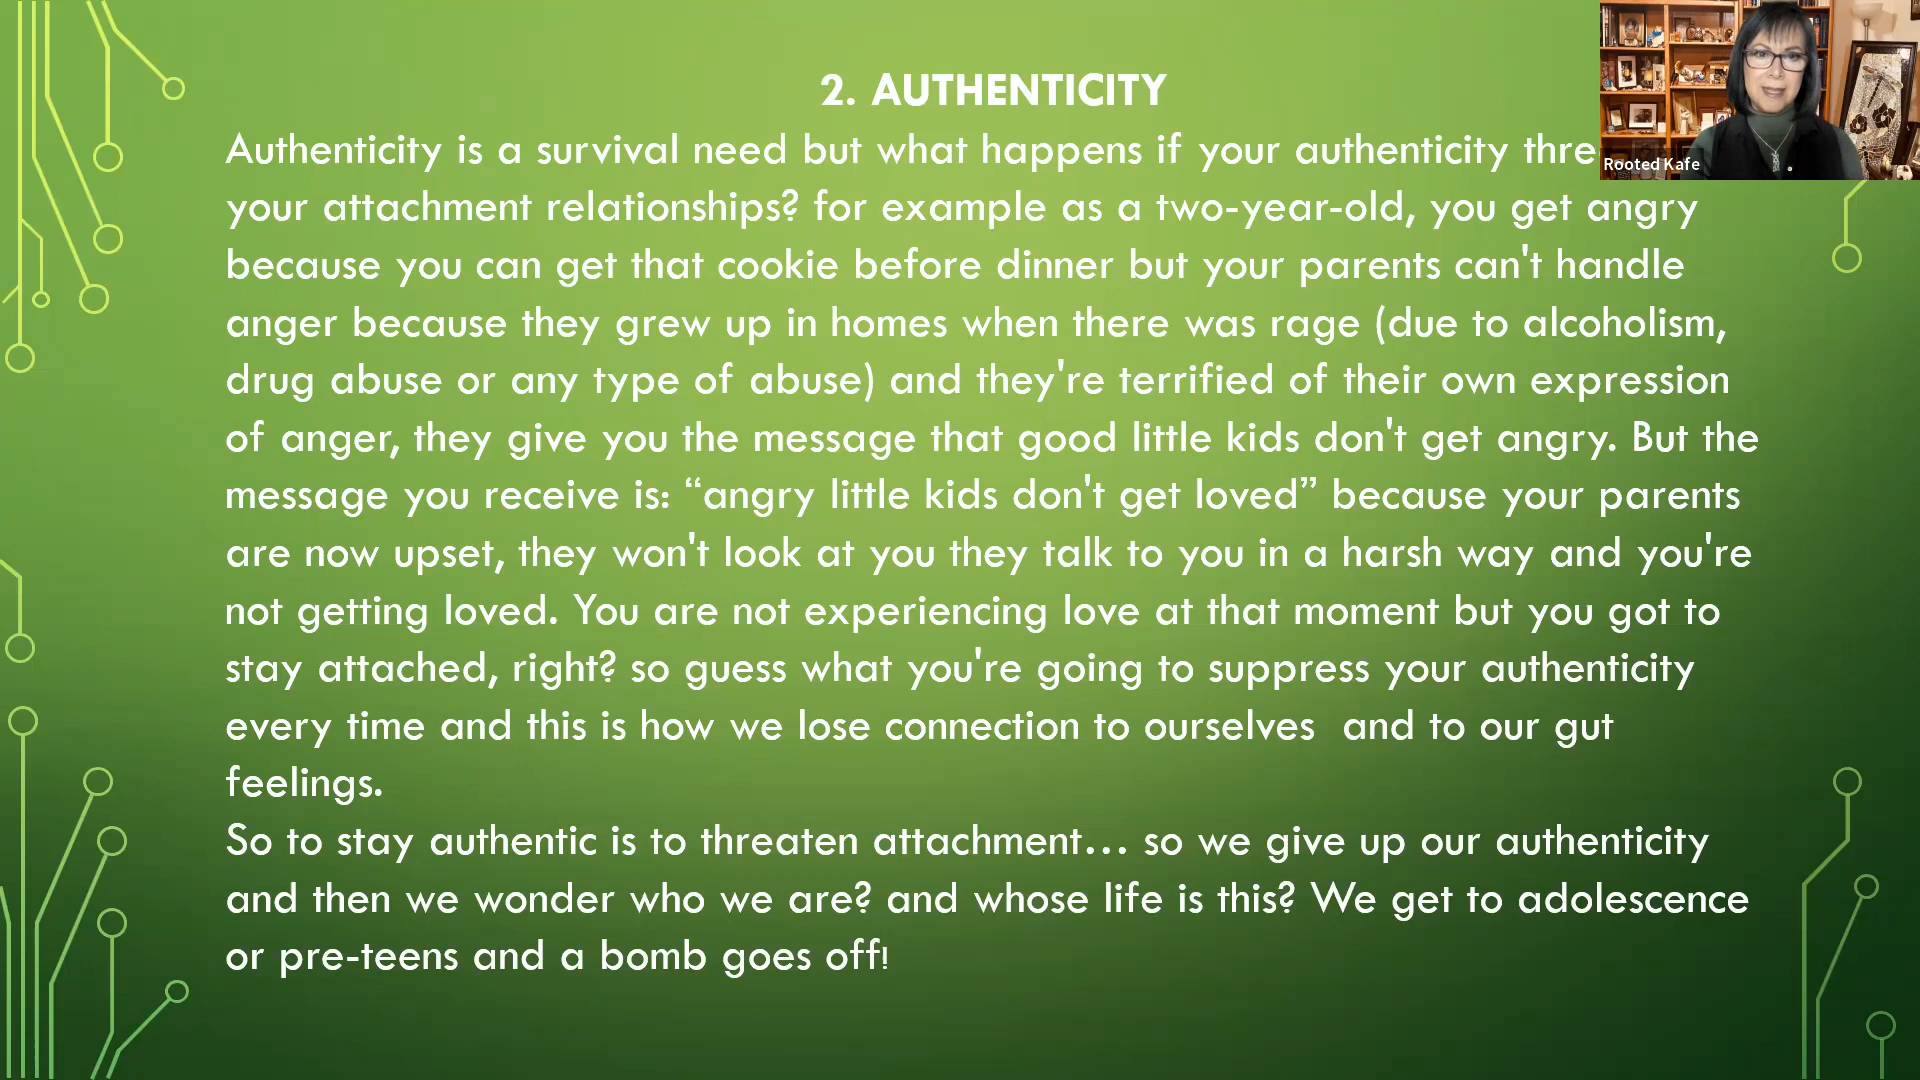 2. AUTHENTICITY
Authenticity is a survival need but what happens if your authenticity
your attachment relationships? for example as a two-year-old, you get angry
because you can get that cookie before dinner but your parents can't handle
anger because they grew up in homes when there was rage (due to alcoholism,
drug abuse or any type of abuse) and they're terrified of their own expression
of anger, they give you the message that good little kids don't get angry. But the
message you receive is: “angry little kids don't get loved” because your parents
are now upset, they won't look at you they talk to you in a harsh way and you're
not getting loved. You are not experiencing love at that moment but you got to
stay attached, right? so guess what you're going to suppress your authenticity
every time and this is how we lose connection to ourselves  and to our gut
feelings.
So to stay authentic is to threaten attachment… so we give up our authenticity
and then we wonder who we are? and whose life is this? We get to adolescence
or pre-teens and a bomb goes off!
Rooted Kafe